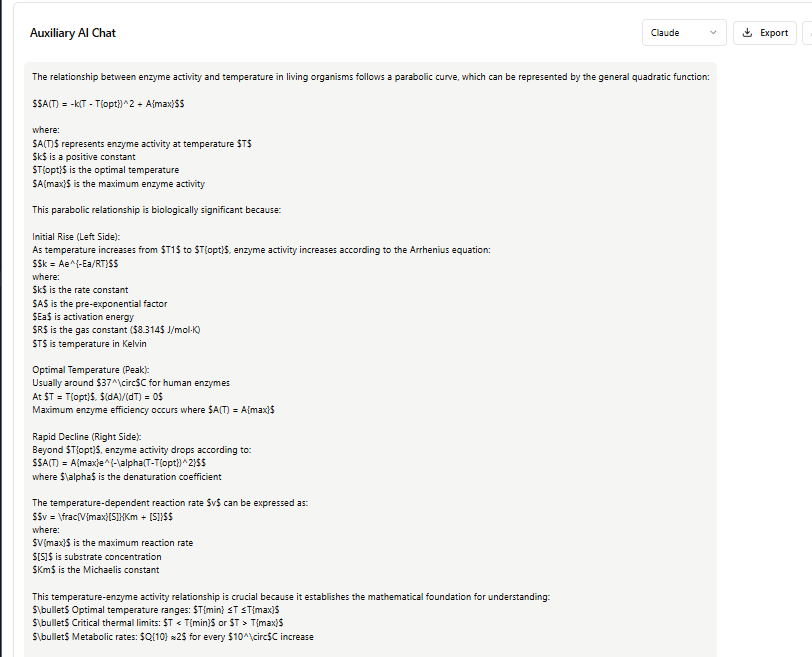 Auxiliary AI Chat
Claude
Export
The relationship between enzyme activity and temperature in living organisms follows a parabolic curve, which can be represented by the general quadratic function:
$$A(T) = -k(T - T{opt})^2 + A{max}$$
where:
$A(T)$ represents enzyme activity at temperature $T$
$k$ is a positive constant
$T{opt}$ is the optimal temperature
$A{max}$ is the maximum enzyme activity
This parabolic relationship is biologically significant because:
Initial Rise (Left Side):
As temperature increases from $T1$ to $T{opt}$, enzyme activity increases according to the Arrhenius equation:
$$k = Ae^{-Ea/RT}$$
where:
$k$ is the rate constant
$A$ is the pre-exponential factor
$Ea$ is activation energy
$R$ is the gas constant ($8.314$ J/mol·K)
$T$ is temperature in Kelvin
Optimal Temperature (Peak):
Usually around $37^\circ$C for human enzymes
At $T = T{opt}$, $(dA)/(dT) = 0$
Maximum enzyme efficiency occurs where $A(T) = A{max}$
Rapid Decline (Right Side):
Beyond $T{opt}$, enzyme activity drops according to:
$$A(T) = A{max}e^{-\alpha(T-T{opt})^2}$$
where $\alpha$ is the denaturation coefficient
The temperature-dependent reaction rate $v$ can be expressed as:
$$v = \frac{V{max}[S]}{Km + [S]}$$
where:
$V{max}$ is the maximum reaction rate
$[S]$ is substrate concentration
$Km$ is the Michaelis constant
This temperature-enzyme activity relationship is crucial because it establishes the mathematical foundation for understanding:
$\bullet$ Optimal temperature ranges: $T{min} ≤T ≤T{max}$
$\bullet$ Critical thermal limits: $T < T{min}$ or $T > T{max}$
$\bullet$ Metabolic rates: $Q{10} ≈2$ for every $10^\circ$C increase